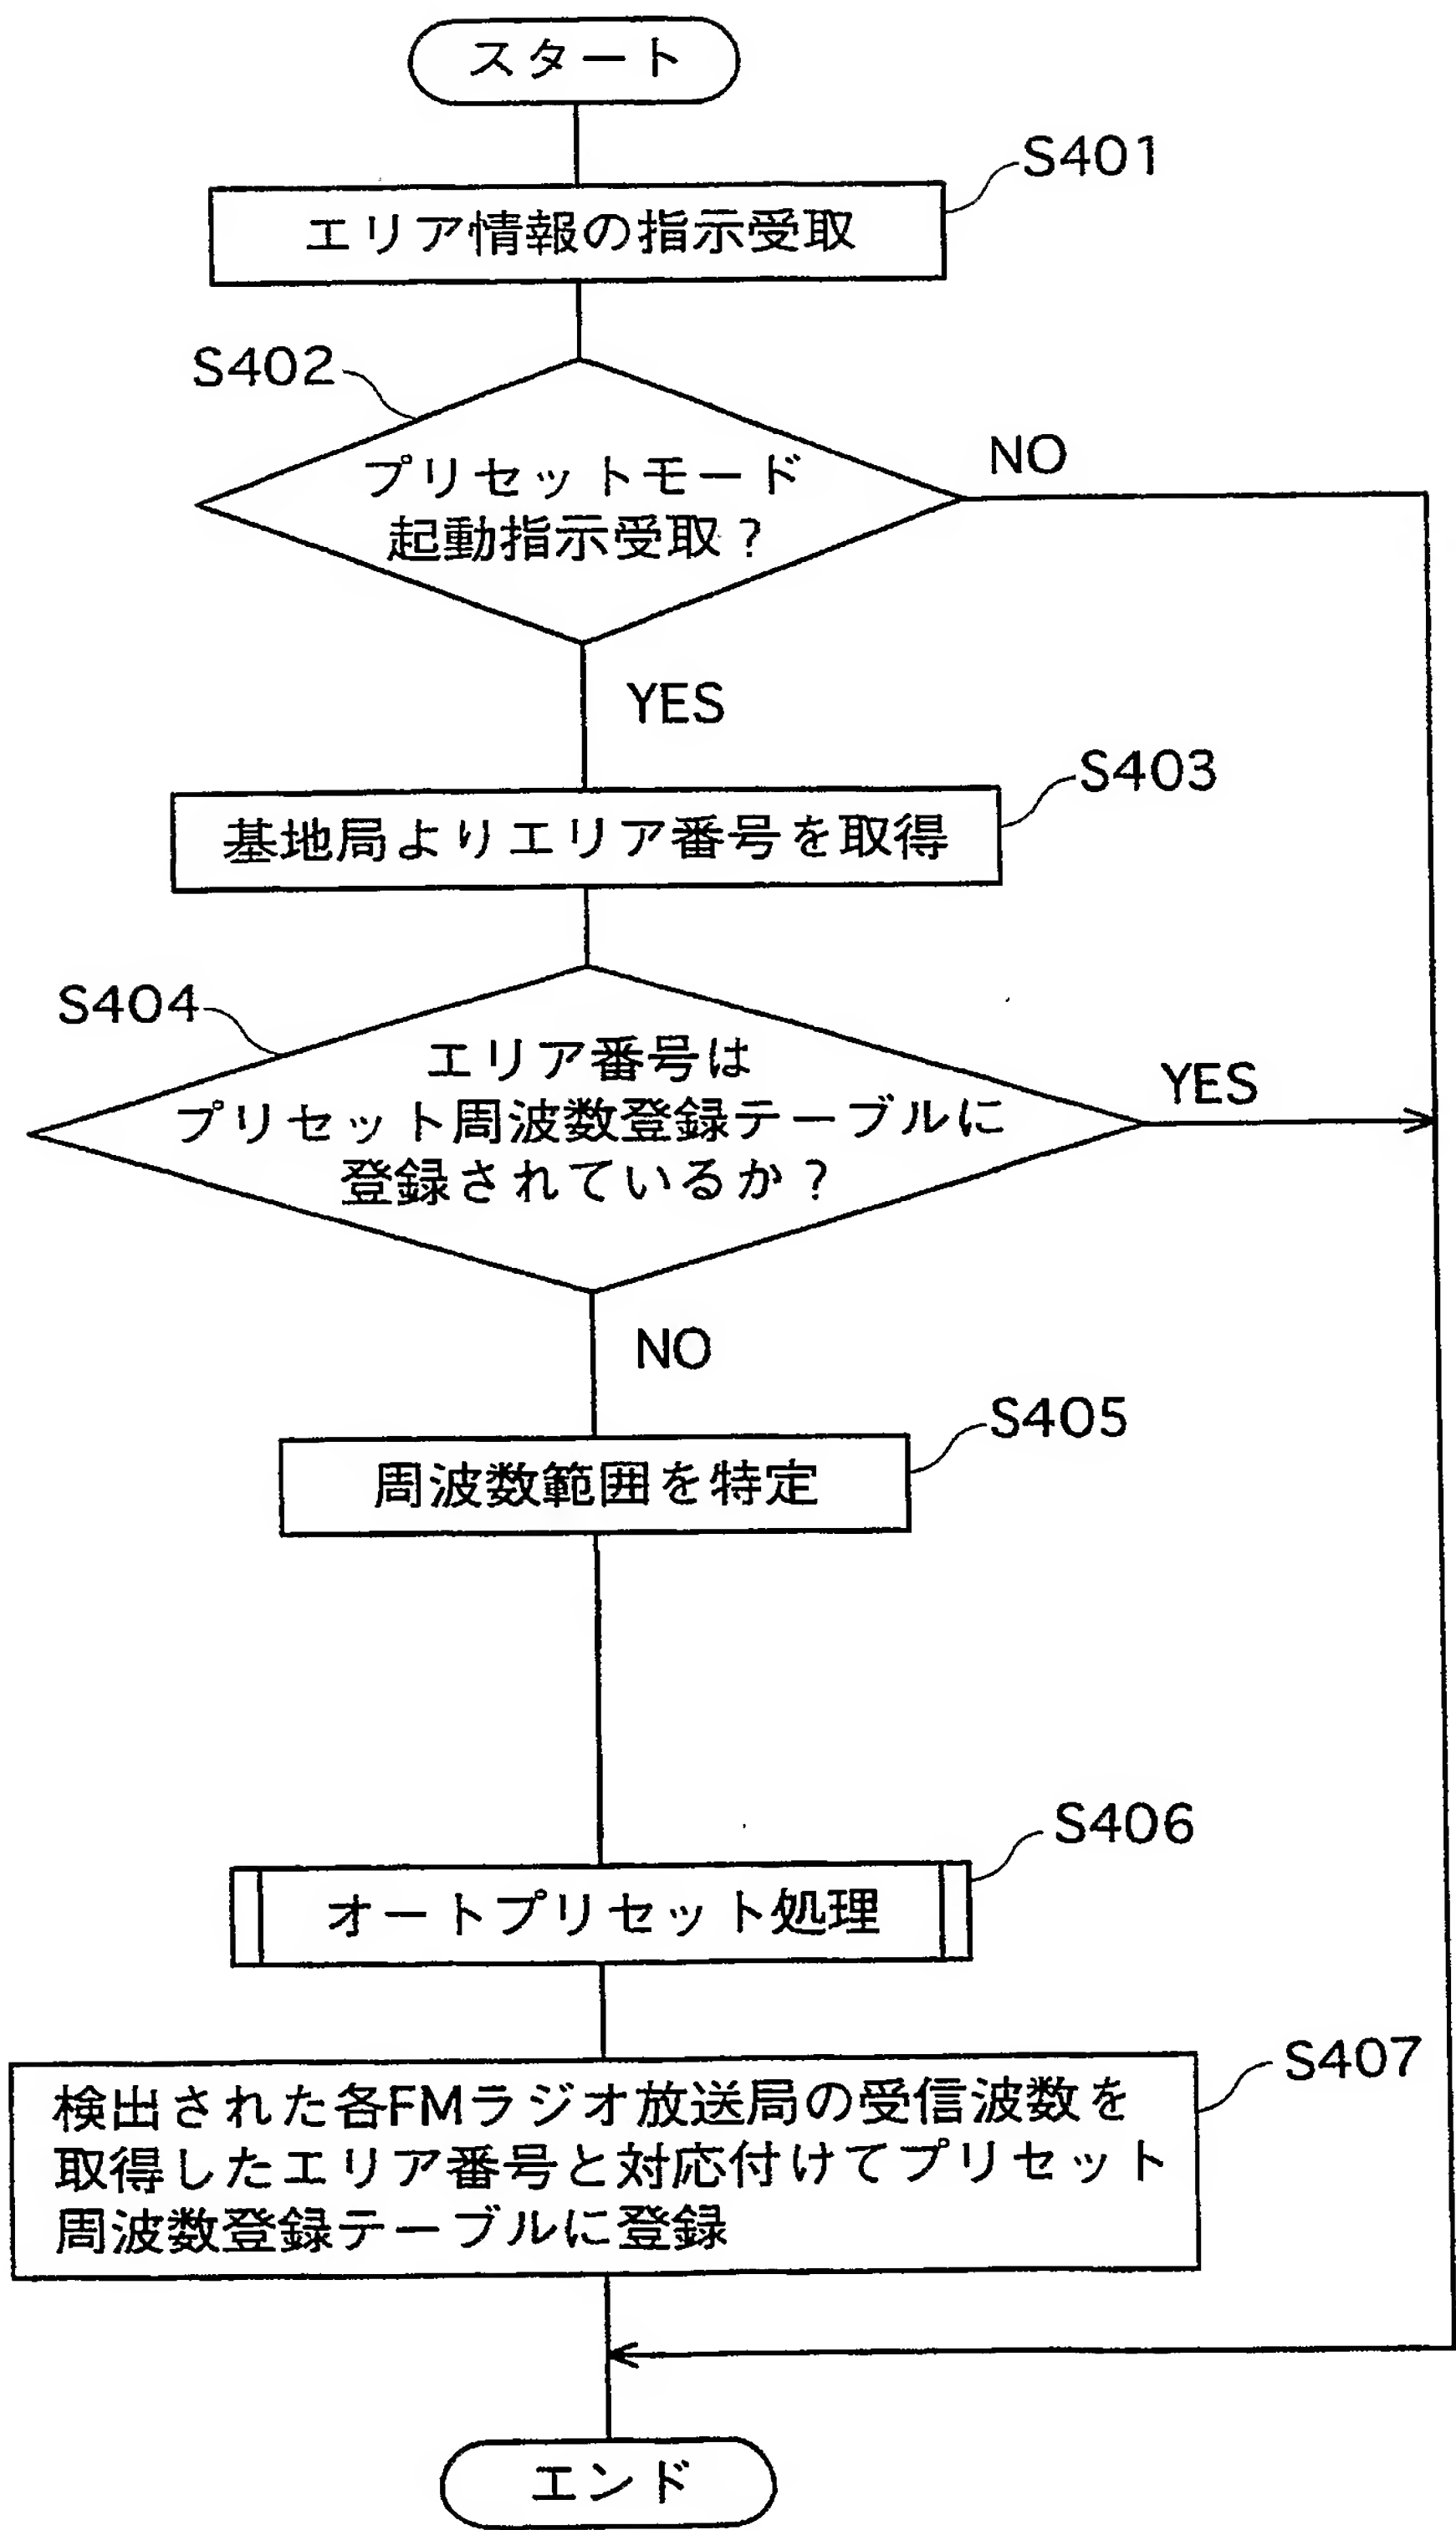 スタート
S401
エリア情報の指示受取
S402
プリセットモード
起動指示受取？
NO
YES
S403
基地局よりエリア番号を取得
S404
エリア番号は
プリセット周波数登録テーブルに
登録されているか？
YES
NO
S405
周波数範囲を特定
S406
オートプリセット処理
S407
検出された各FMラジオ放送局の受信波数を
取得したエリア番号と対応付けてプリセット
周波数登録テーブルに登録
エンド